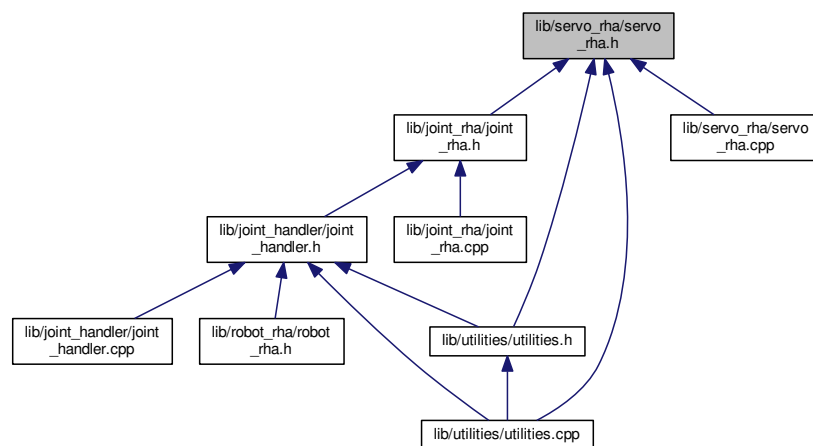 lib/servo_rha/servo
_rha.h
lib/joint_rha/joint
_rha.h
lib/servo_rha/servo
_rha.cpp
lib/joint_handler/joint
_handler.h
lib/joint_rha/joint
_rha.cpp
lib/joint_handler/joint
_handler.cpp
lib/robot_rha/robot
_rha.h
lib/utilities/utilities.h
lib/utilities/utilities.cpp